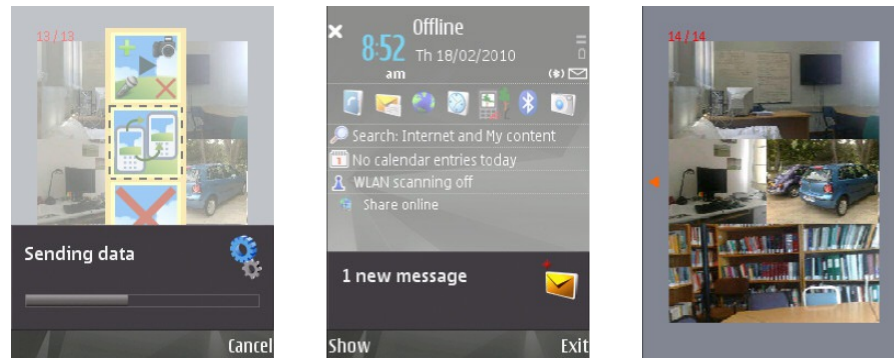 13/13
Sending data
Cancel
Offline
8:52 Th 18/02/2010
am
1
Search: Internet and My content
No calendar entries today
WLAN scanning off
Share online
1 new message
Show Exit
14/14